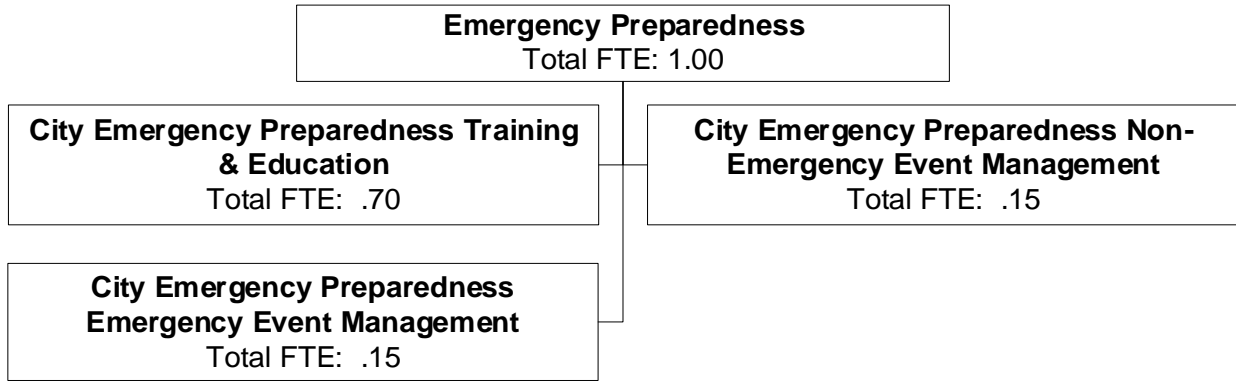 Emergency Preparedness
Total FTE: 1.00
City Emergency Preparedness Training
& Education
Total FTE:  .70
City Emergency Preparedness Non-
Emergency Event Management
Total FTE:  .15
City Emergency Preparedness
Emergency Event Management
Total FTE:  .15